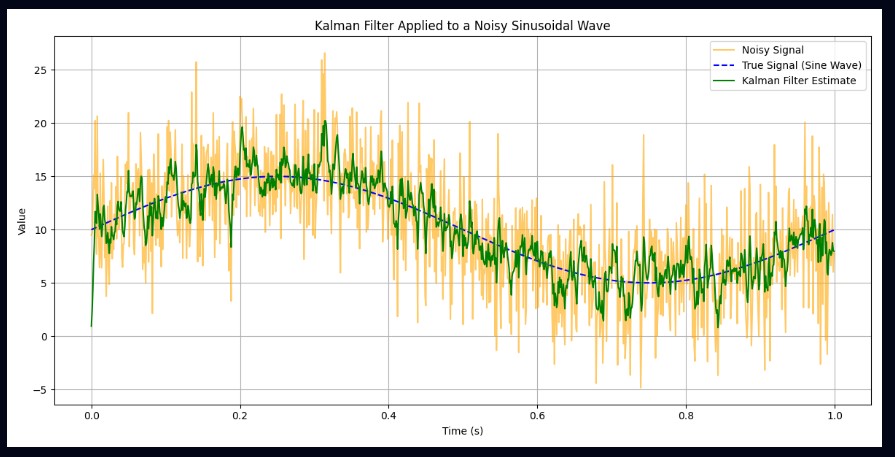 Kalman Filter Applied to a Noisy Sinusoidal Wave
Noisy Signal
True Signal (Sine Wave)
Kalman Filter Estimate
Value
25
20
15
10
5
0
−5
0.0 0.2 0.4 0.6 0.8 1.0
Time (s)